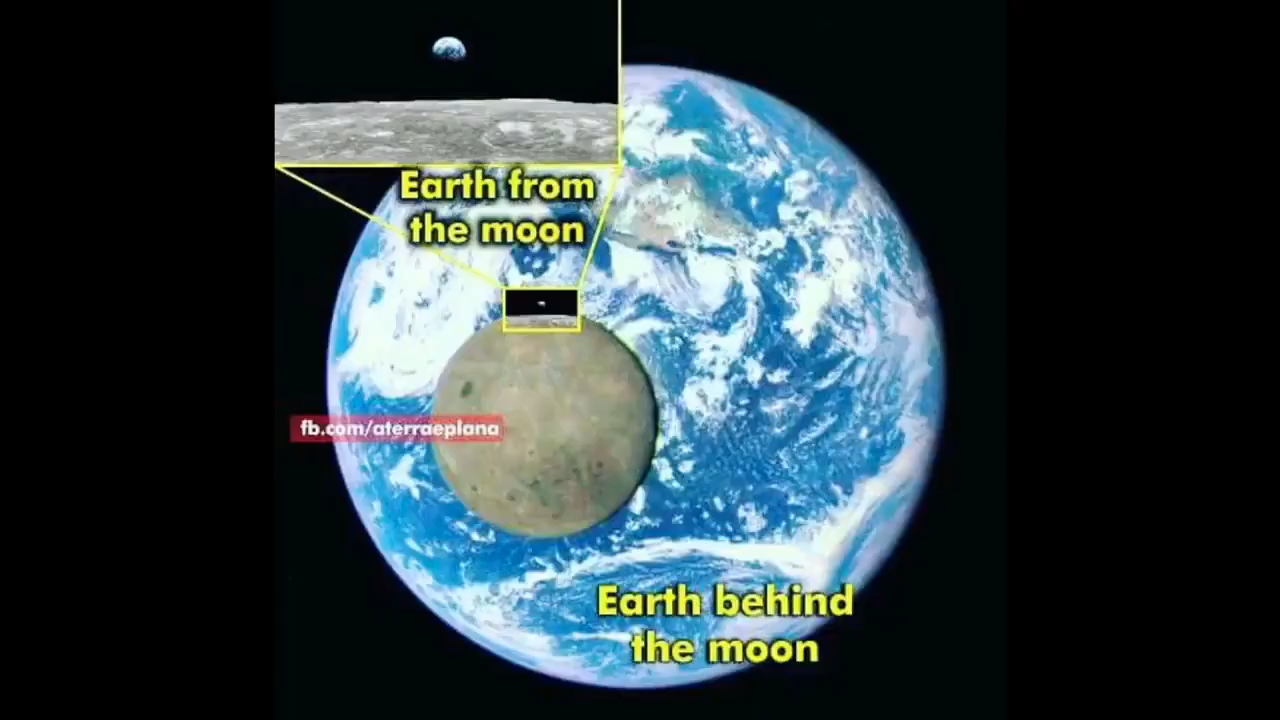 Earth from
the moon
fb.com/aterraeplana
Earth behind
the moon